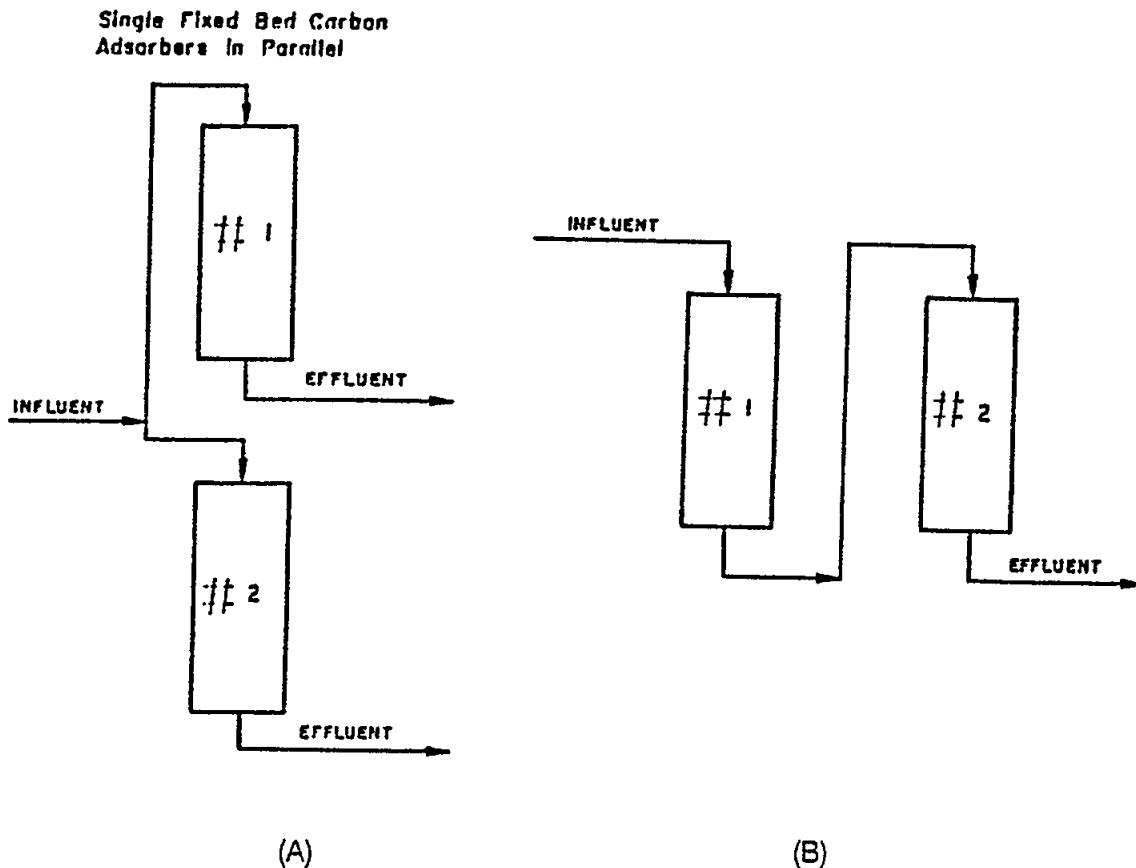 Single Fixed Bed Carbon
Adsorbers in Parallel
# 1
EFFLUENT
INFLUENT
# 2
EFFLUENT
(A)
INFLUENT
# 1
# 2
EFFLUENT
(B)